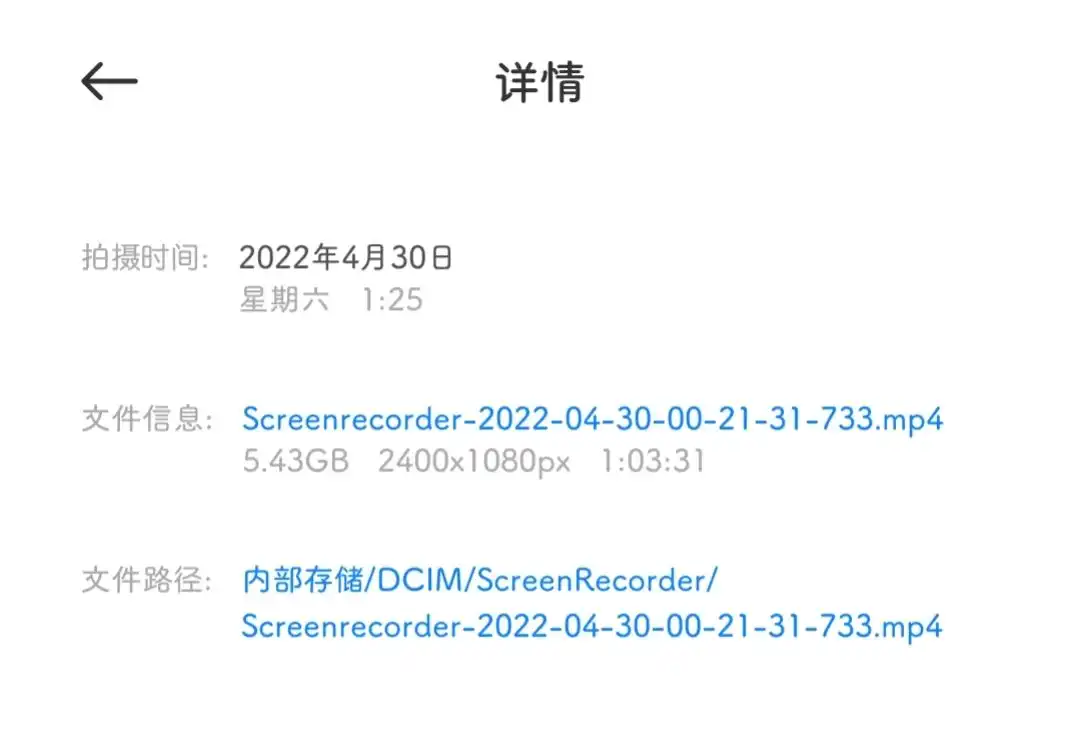 详情
拍摄时间: 2022年4月30日
星期六 1:25
文件信息: Screenrecorder-2022-04-30-00-21-31-733.mp4
5.43GB 2400x1080px 1:03:31
文件路径: 内部存储/DCIM/ScreenRecorder/
Screenrecorder-2022-04-30-00-21-31-733.mp4